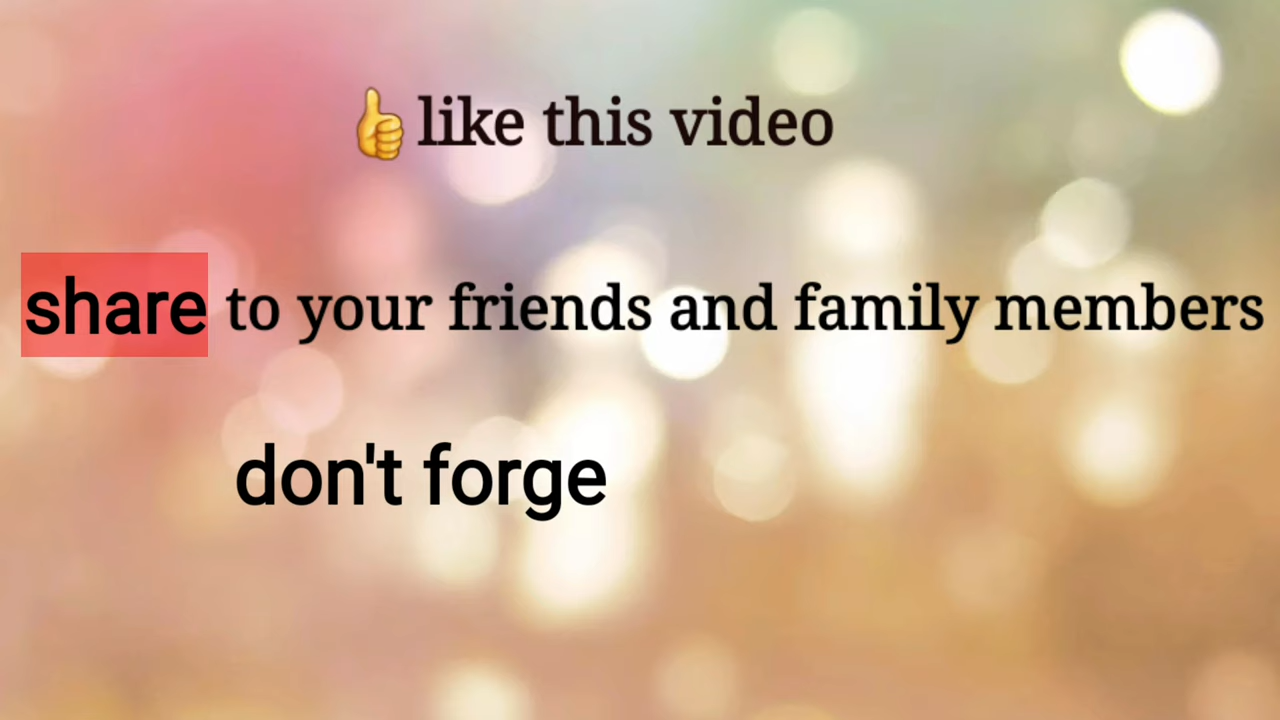 👍like this video
share to your friends and family members
don't forge